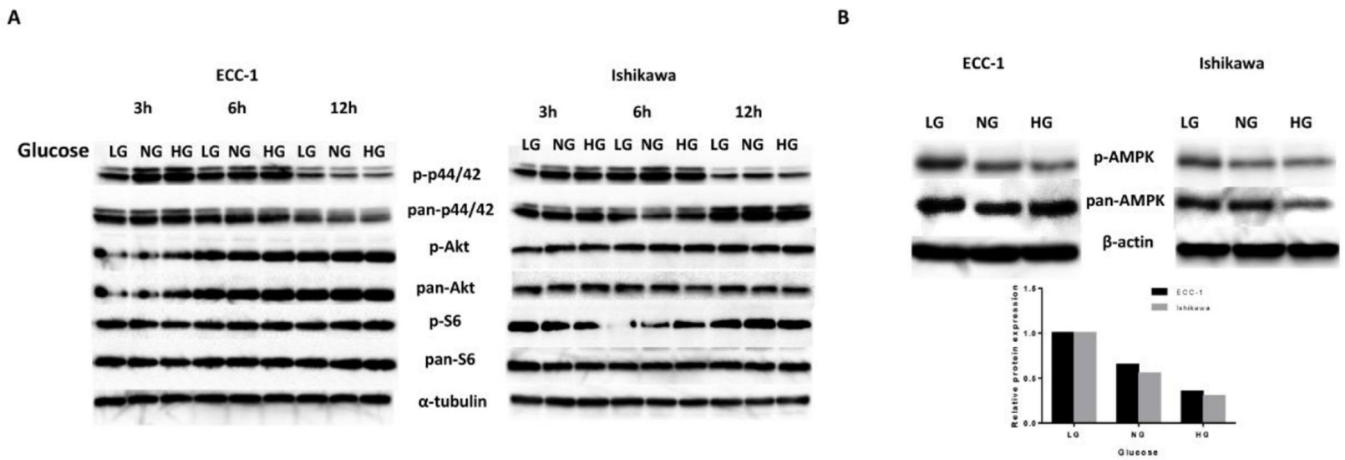 A
B
ECC-1
Ishikawa
3h 6h 12h
3h 6h 12h
Glucose
LG NG HG LG NG HG LG NG HG
LG NG HG LG NG HG LG NG HG
p-p44/42
pan-p44/42
p-Akt
pan-Akt
p-S6
pan-S6
α-tubulin
ECC-1
Ishikawa
LG NG HG
LG NG HG
p-AMPK
pan-AMPK
β-actin
ECC-1
Ishikawa
Relative protein expression
1.5
1.0
0.5
0.0
LG NG HG
Glucose